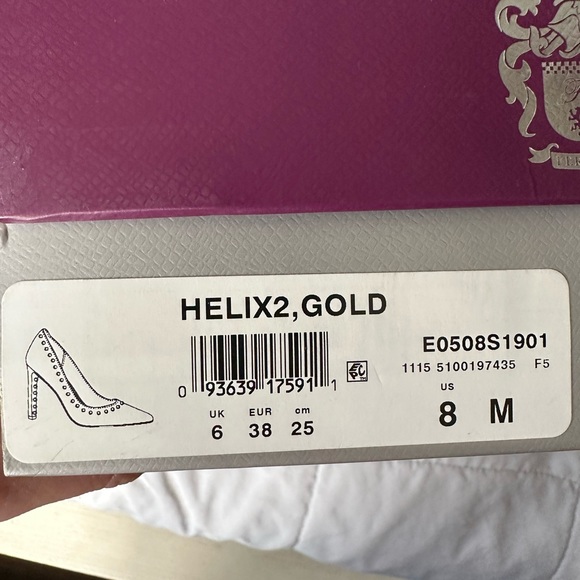 HELIX2,GOLD
E0508S1901
0 93639 17591 1
1115 5100197435 F5
UK EUR cm
6 38 25
US
8 M